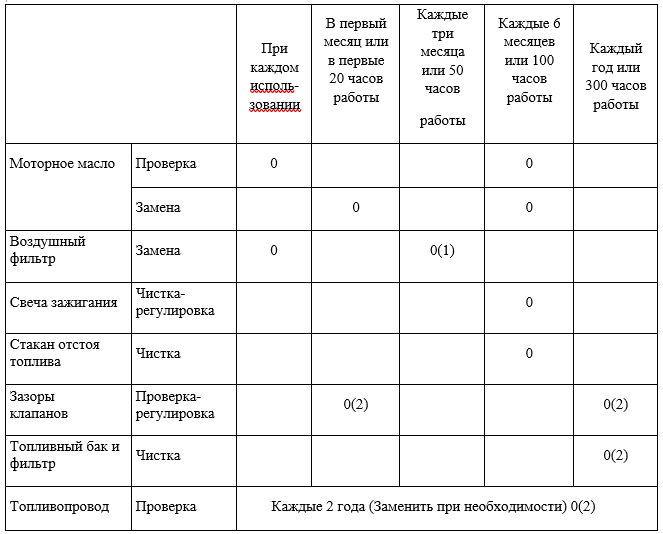 При каждом исполь-зовании
В первый месяц или в первые 20 часов работы
Каждые три месяца или 50 часов работы
Каждые 6 месяцев или 100 часов работы
Каждый год или 300 часов работы
Моторное масло
Проверка
0
0
Замена
0
0
Воздушный фильтр
Замена
0
0(1)
Свеча зажигания
Чистка-регулировка
0
Стакан отстоя топлива
Чистка
0
Зазоры клапанов
Проверка-регулировка
0(2)
0(2)
Топливный бак и фильтр
Чистка
0(2)
Топливопровод
Проверка
Каждые 2 года (Заменить при необходимости) 0(2)